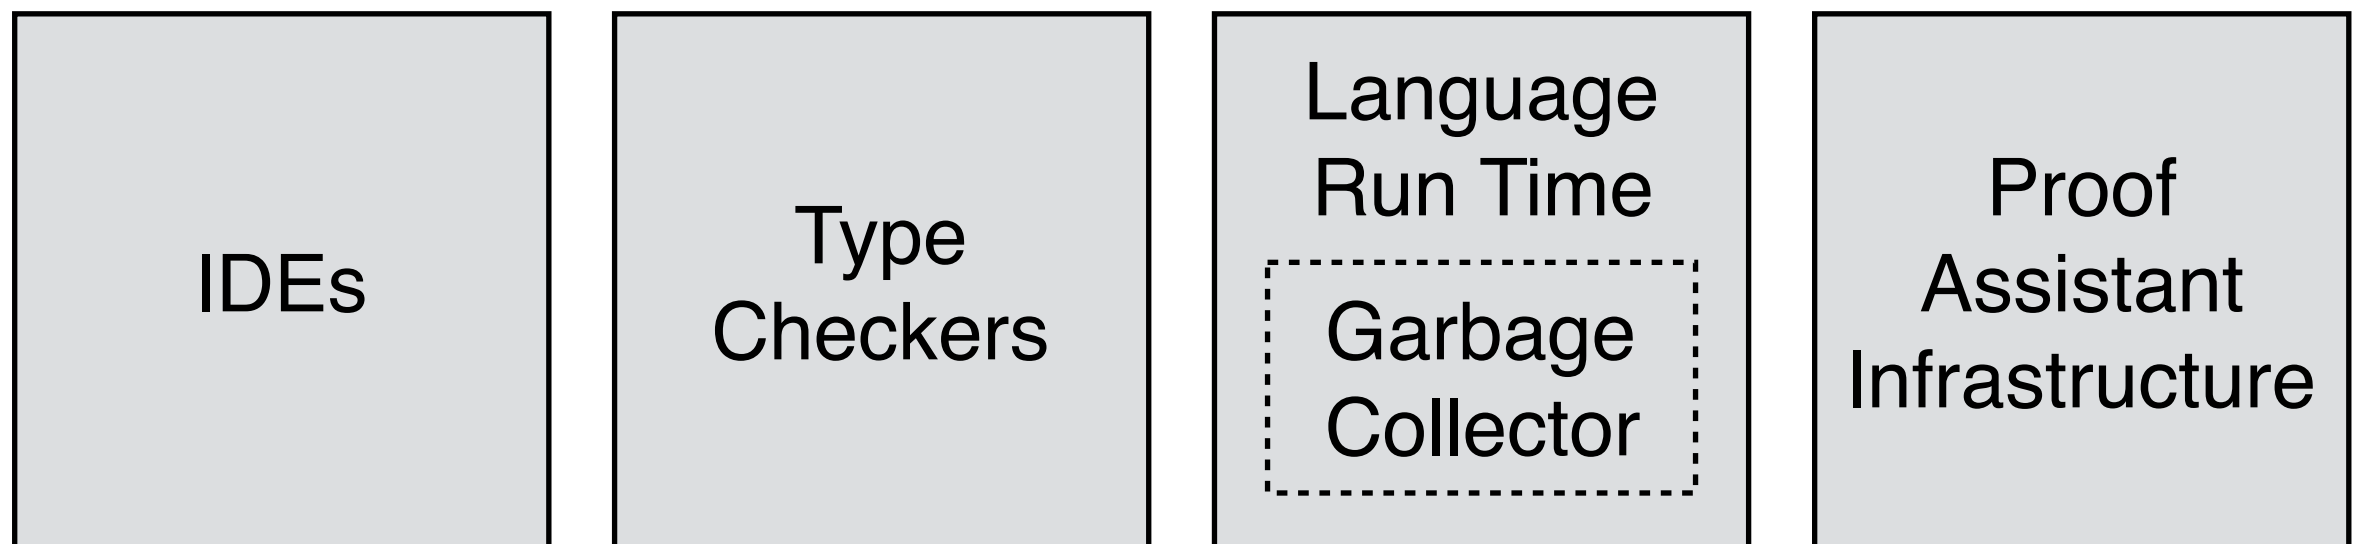 IDEs
Type
Checkers
Language
Run Time
Garbage
Collector
Proof
Assistant
Infrastructure